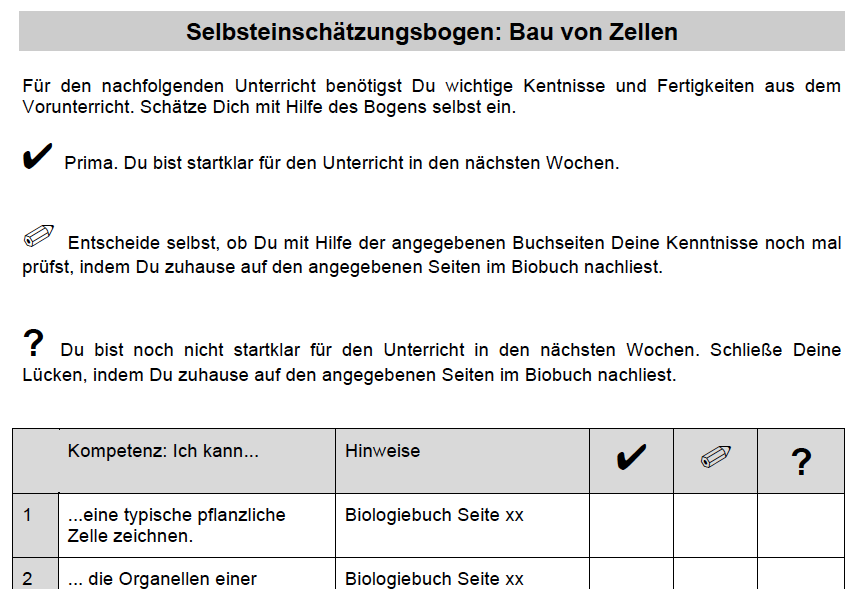 Selbsteinschätzungsbogen: Bau von Zellen
Für den nachfolgenden Unterricht benötigst Du wichtige Kentnisse und Fertigkeiten aus dem
Vorunterricht. Schätze Dich mit Hilfe des Bogens selbst ein.
✔ Prima. Du bist startklar für den Unterricht in den nächsten Wochen.
✏ Entscheide selbst, ob Du mit Hilfe der angegebenen Buchseiten Deine Kenntnisse noch mal
prüfst, indem Du zuhause auf den angegebenen Seiten im Biobuch nachliest.
? Du bist noch nicht startklar für den Unterricht in den nächsten Wochen. Schließe Deine
Lücken, indem Du zuhause auf den angegebenen Seiten im Biobuch nachliest.
Kompetenz: Ich kann... Hinweise ✔ ✏ ?
1 ...eine typische pflanzliche Biologiebuch Seite xx
Zelle zeichnen.
2 ... die Organellen einer Biologiebuch Seite xx